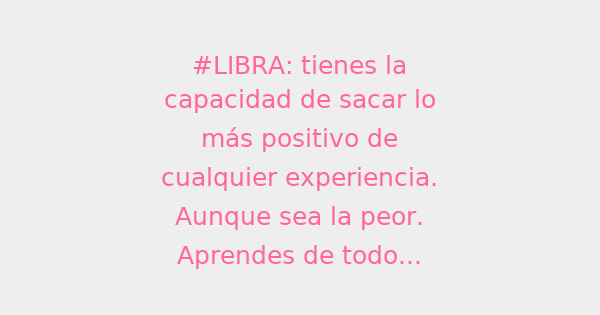 #LIBRA: tienes la
capacidad de sacar lo
más positivo de
cualquier experiencia.
Aunque sea la peor.
Aprendes de todo...